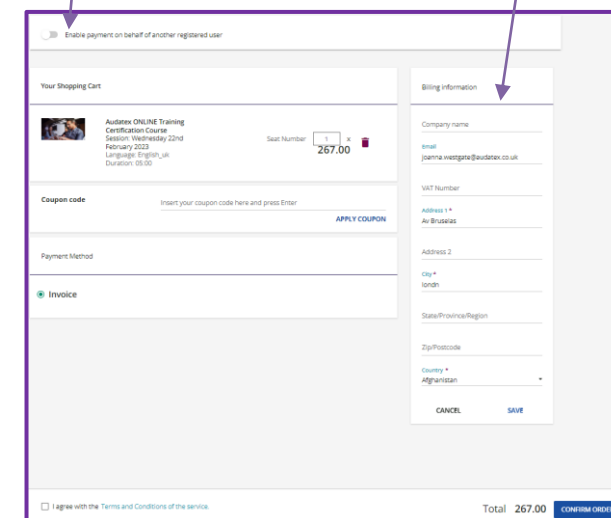 Enable payment on behalf of another registered user
Your Shopping Cart
Audatex ONLINE Training
Certification Course
Session: Wednesday 22nd
February 2023
Language: English_uk
Duration: 05:00
Seat Number 1 x
267.00
Coupon code
Insert your coupon code here and press Enter
APPLY COUPON
Payment Method
Invoice
Billing Information
Company name
Email
joanna.westgate@audatex.co.uk
VAT Number
Address 1 *
Av Bruselas
Address 2
City *
londn
State/Province/Region
Zip/Postcode
Country *
Afghanistan
CANCEL SAVE
I agree with the Terms and Conditions of the service.
Total 267.00 CONFIRM ORDER